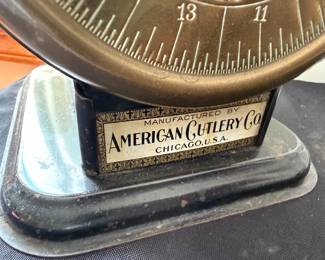 13 11
MANUFACTURED BY
AMERICAN CUTLERY CO.
CHICAGO, U.S.A.